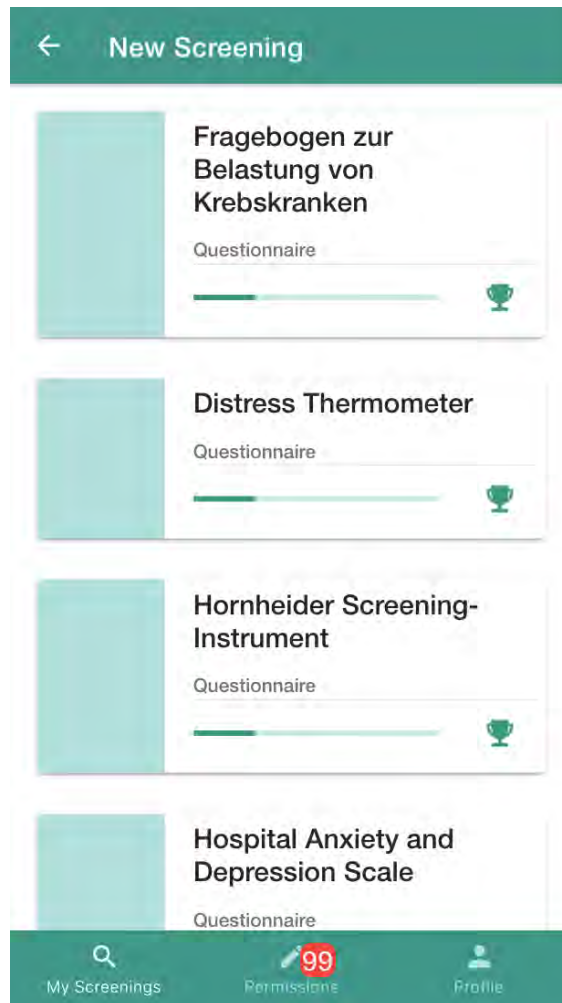 New Screening
Fragebogen zur
Belastung von
Krebskranken
Questionnaire
Distress Thermometer
Questionnaire
Hornheider Screening-
Instrument
Questionnaire
Hospital Anxiety and
Depression Scale
Questionnaire
99
My Screenings Permissions Profile